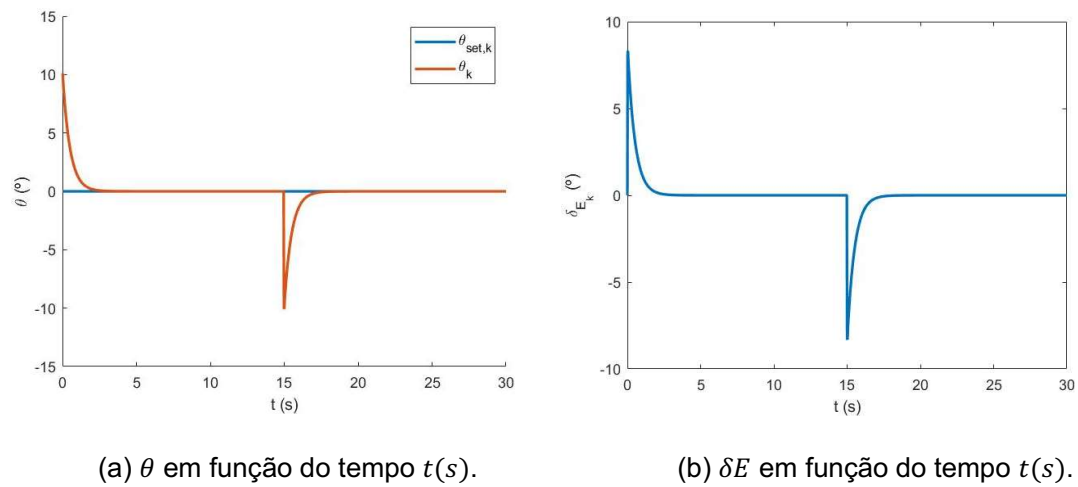 15
10
5
0
-5
-10
-15
θ (º)
0 5 10 15 20 25 30
t (s)
θset,k
θk
10
5
0
-5
-10
δEk (º)
0 5 10 15 20 25 30
t (s)
(a) θ em função do tempo t(s).
(b) δE em função do tempo t(s).